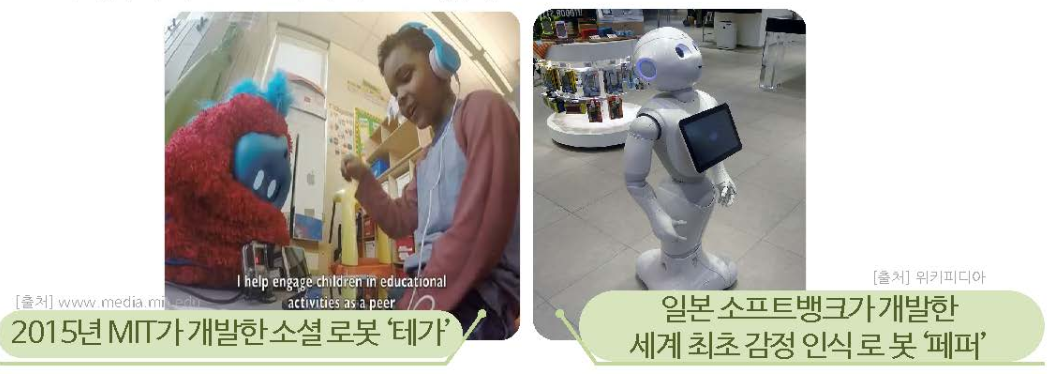 I help engage children in educational
activities as a peer
[출처] www.media.mit.edu
2015년 MIT가 개발한 소셜 로봇 ‘테가’
[출처] 위키피디아
일본 소프트뱅크가 개발한
세계 최초 감정 인식 로 봇 ‘페퍼’